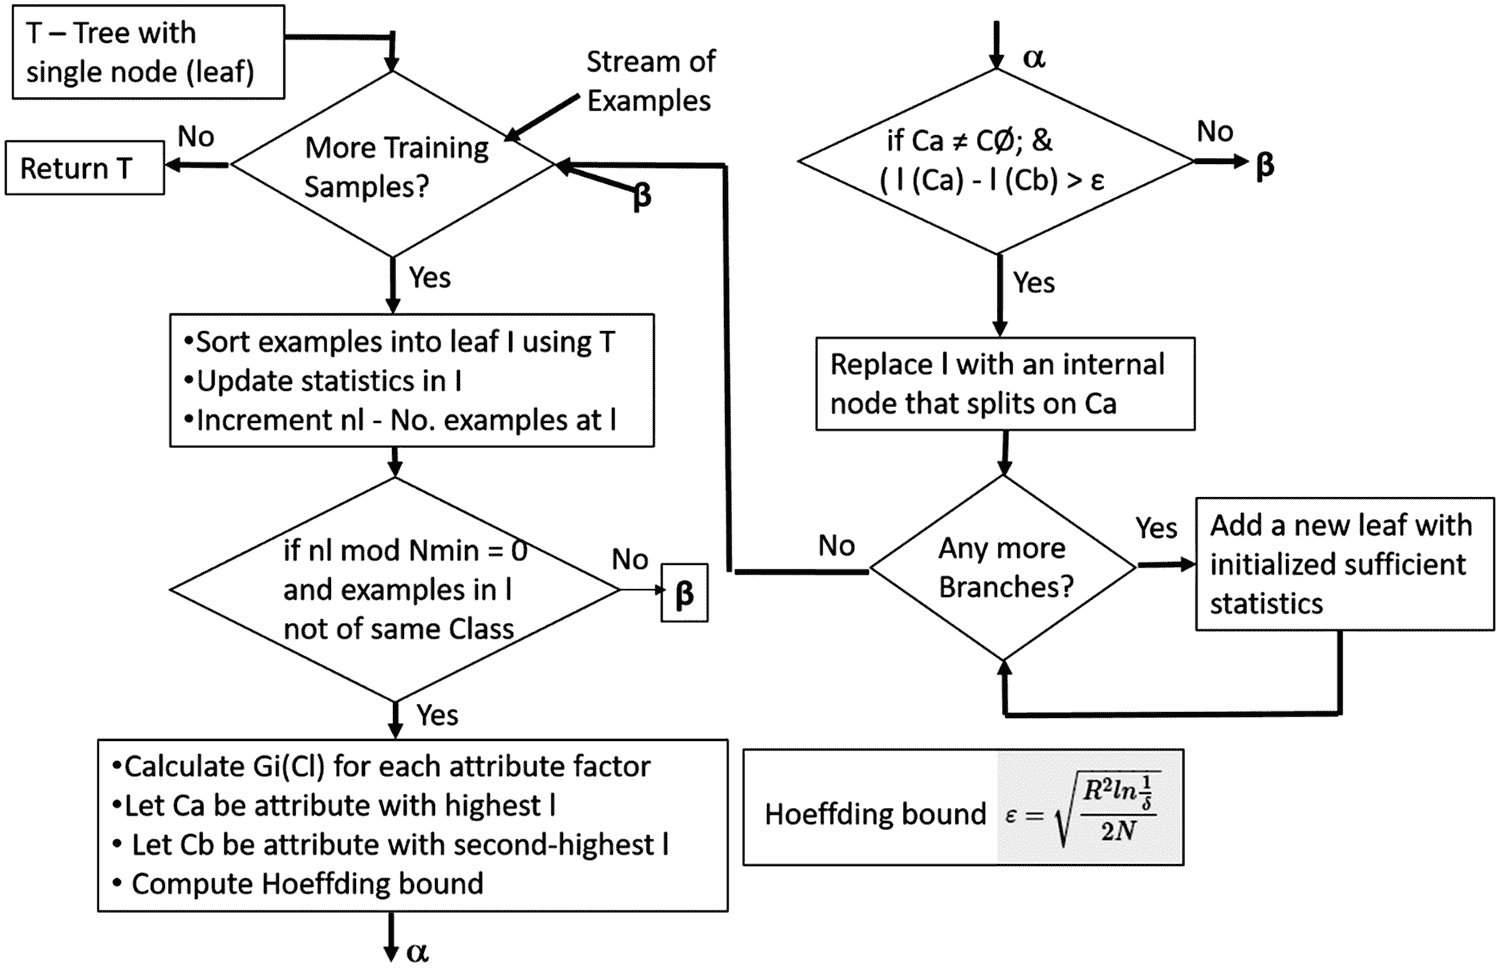 T – Tree with
single node (leaf)
Stream of
Examples
No
Return T
More Training
Samples?
β
Yes
•Sort examples into leaf l using T
•Update statistics in l
•Increment nl - No. examples at l
if nl mod Nmin = 0
and examples in l
not of same Class
No
β
Yes
•Calculate Gi(Cl) for each attribute factor
•Let Ca be attribute with highest l
• Let Cb be attribute with second-highest l
• Compute Hoeffding bound
α
α
if Ca ≠ CØ; &
( l (Ca) - l (Cb) > ε
No
β
Yes
Replace l with an internal
node that splits on Ca
No
Any more
Branches?
Yes
Add a new leaf with
initialized sufficient
statistics
Hoeffding bound ε = √(R²ln(1/δ)/2N)